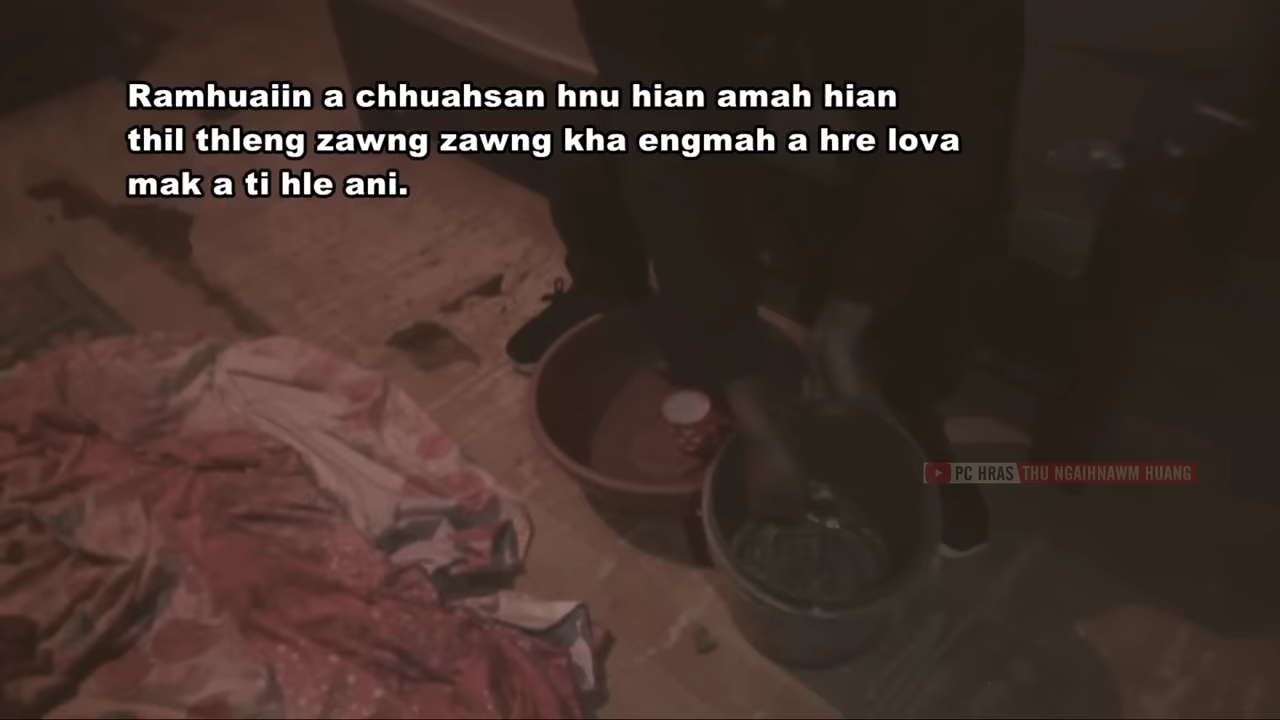 Ramhuaiin a chhuahsan hnu hian amah hian
thil thleng zawng zawng kha engmah a hre lova
mak a ti hle ani.
PC HRAS THU NGAIHNAWM HUANG